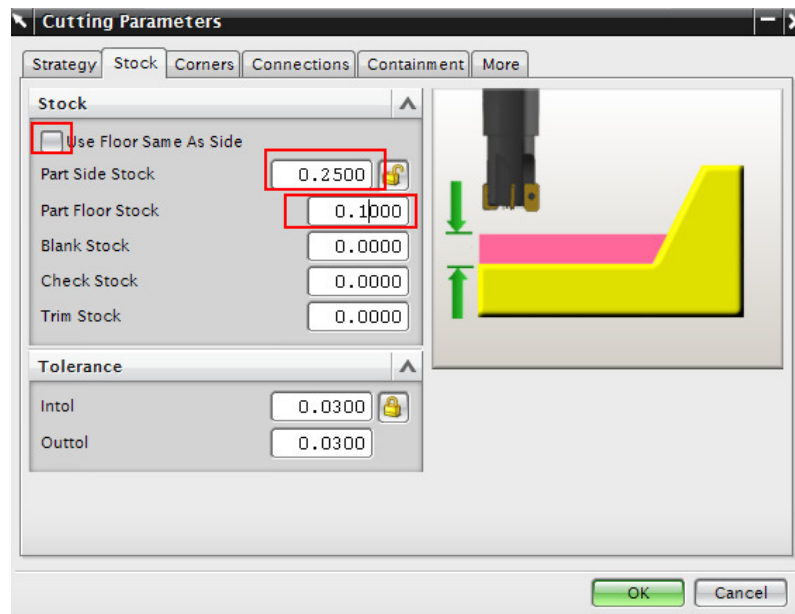 Cutting Parameters
Strategy Stock Corners Connections Containment More
Stock
Use Floor Same As Side
Part Side Stock 0.2500
Part Floor Stock 0.1000
Blank Stock 0.0000
Check Stock 0.0000
Trim Stock 0.0000
Tolerance
Intol 0.0300
Outtol 0.0300
OK Cancel